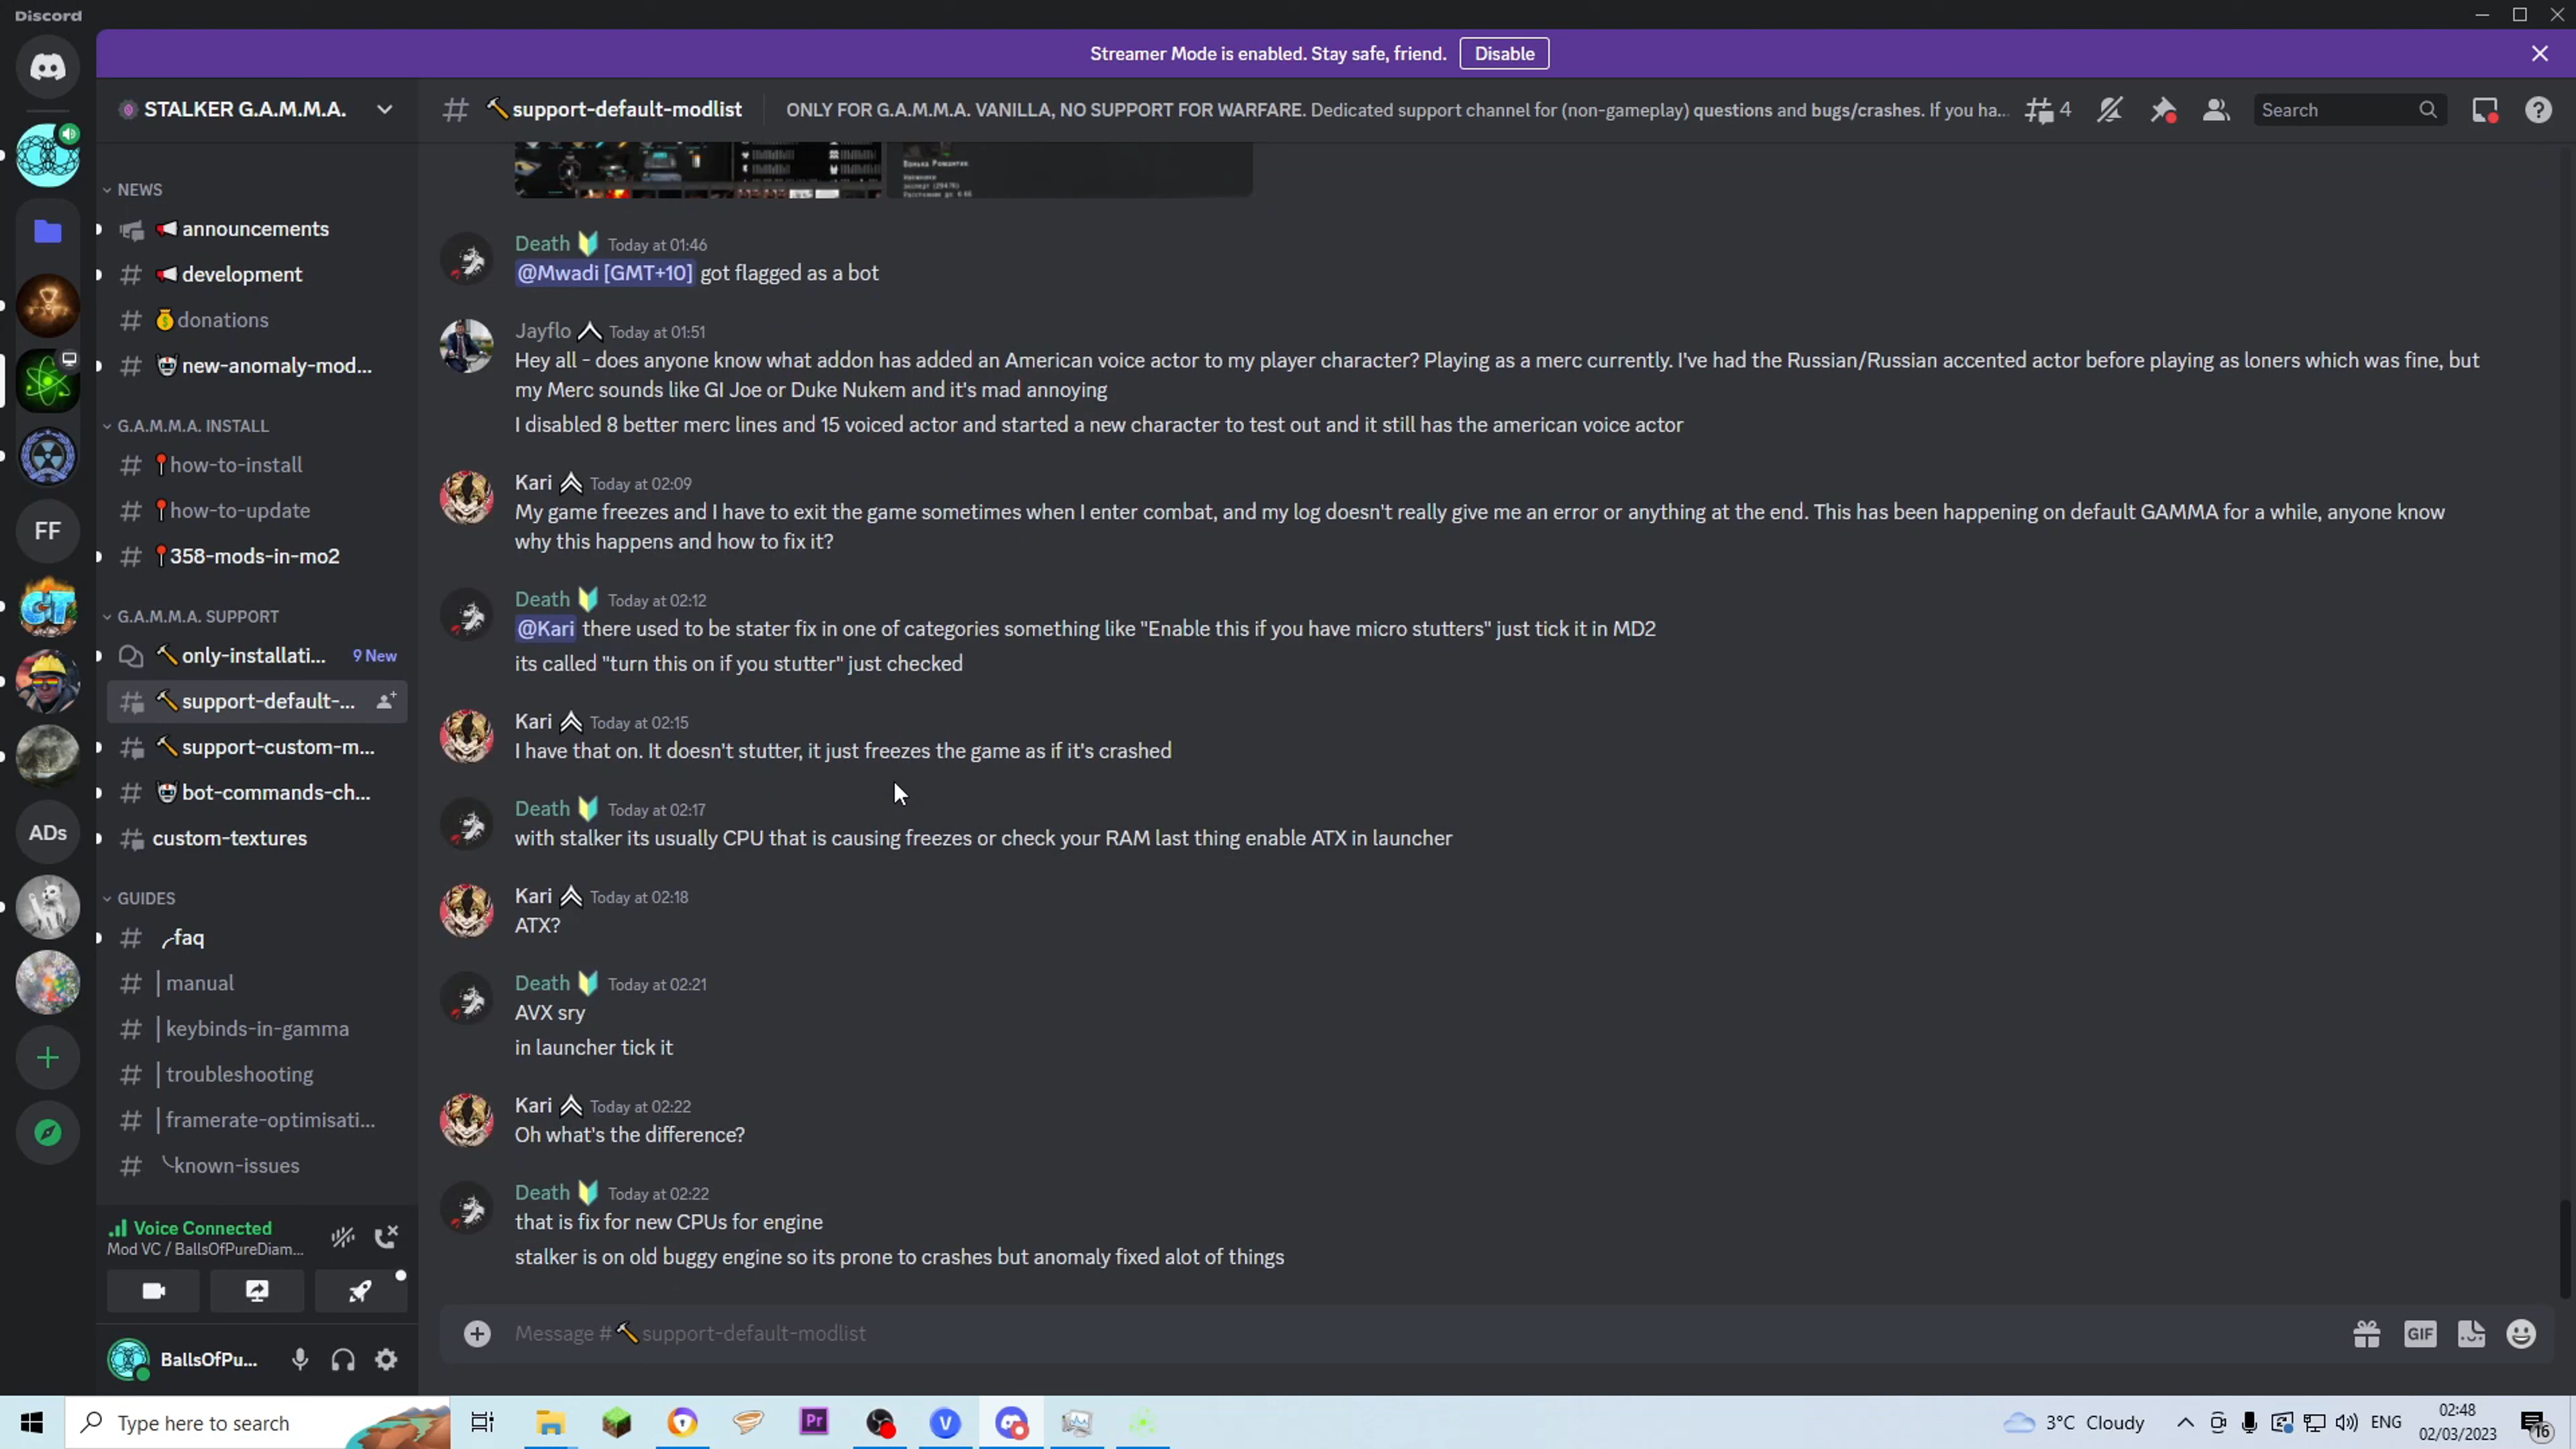 Discord
Streamer Mode is enabled. Stay safe, friend. Disable
STALKER G.A.M.M.A.
support-default-modlist
ONLY FOR G.A.M.M.A. VANILLA, NO SUPPORT FOR WARFARE. Dedicated support channel for (non-gameplay) questions and bugs/crashes. If you ha...
4
Search
NEWS
announcements
development
donations
new-anomaly-mod...
G.A.M.M.A. INSTALL
how-to-install
how-to-update
FF
358-mods-in-mo2
CT
G.A.M.M.A. SUPPORT
only-installati... 9 New
support-default-...
support-custom-m...
bot-commands-ch...
ADs
custom-textures
GUIDES
faq
manual
keybinds-in-gamma
troubleshooting
framerate-optimisati...
known-issues
Voice Connected
Mod VC / BallsOfPureDiam...
BallsOfPu...
Death Today at 01:46
@Mwadi [GMT+10] got flagged as a bot
Jayflo Today at 01:51
Hey all - does anyone know what addon has added an American voice actor to my player character? Playing as a merc currently. I've had the Russian/Russian accented actor before playing as loners which was fine, but
my Merc sounds like GI Joe or Duke Nukem and it's mad annoying
I disabled 8 better merc lines and 15 voiced actor and started a new character to test out and it still has the american voice actor
Kari Today at 02:09
My game freezes and I have to exit the game sometimes when I enter combat, and my log doesn't really give me an error or anything at the end. This has been happening on default GAMMA for a while, anyone know
why this happens and how to fix it?
Death Today at 02:12
@Kari there used to be stater fix in one of categories something like "Enable this if you have micro stutters" just tick it in MD2
its called "turn this on if you stutter" just checked
Kari Today at 02:15
I have that on. It doesn't stutter, it just freezes the game as if it's crashed
Death Today at 02:17
with stalker its usually CPU that is causing freezes or check your RAM last thing enable ATX in launcher
Kari Today at 02:18
ATX?
Death Today at 02:21
AVX sry
in launcher tick it
Kari Today at 02:22
Oh what's the difference?
Death Today at 02:22
that is fix for new CPUs for engine
stalker is on old buggy engine so its prone to crashes but anomaly fixed alot of things
Message # support-default-modlist
GIF
Type here to search
Pr
V
3°C Cloudy
ENG
02:48
02/03/2023
16